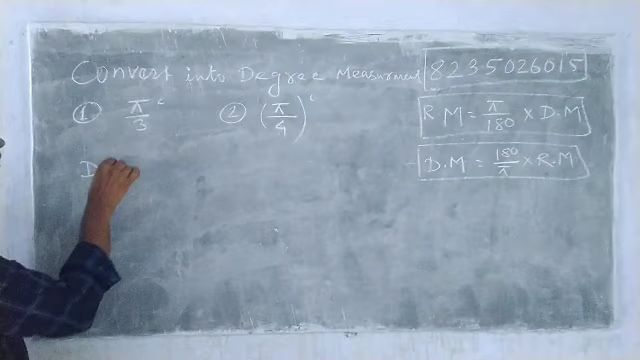 Convert into Degree Measurment
8235026015
① π/3 ᶜ
② (π/4)ᶜ
R M = π/180 × D.M
D.M = 180/π × R.M
D